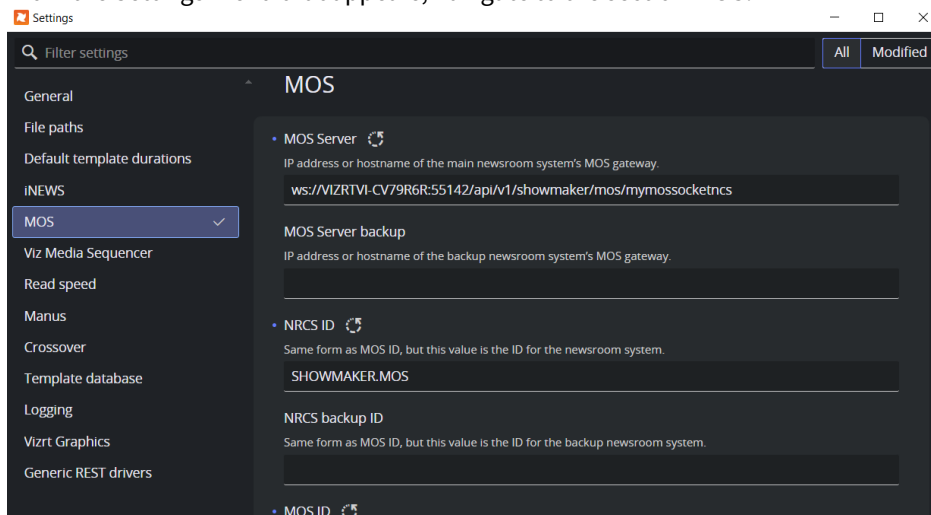 Settings
Filter settings
All
Modified
General
File paths
Default template durations
iNEWS
MOS
Viz Media Sequencer
Read speed
Manus
Crossover
Template database
Logging
Vizrt Graphics
Generic REST drivers
MOS
MOS Server
IP address or hostname of the main newsroom system's MOS gateway.
ws://VIZRTVI-CV79R6R:55142/api/v1/showmaker/mos/mymossocketncs
MOS Server backup
IP address or hostname of the backup newsroom system's MOS gateway.
NRCS ID
Same form as MOS ID, but this value is the ID for the newsroom system.
SHOWMAKER.MOS
NRCS backup ID
Same form as MOS ID, but this value is the ID for the backup newsroom system.
MOS ID